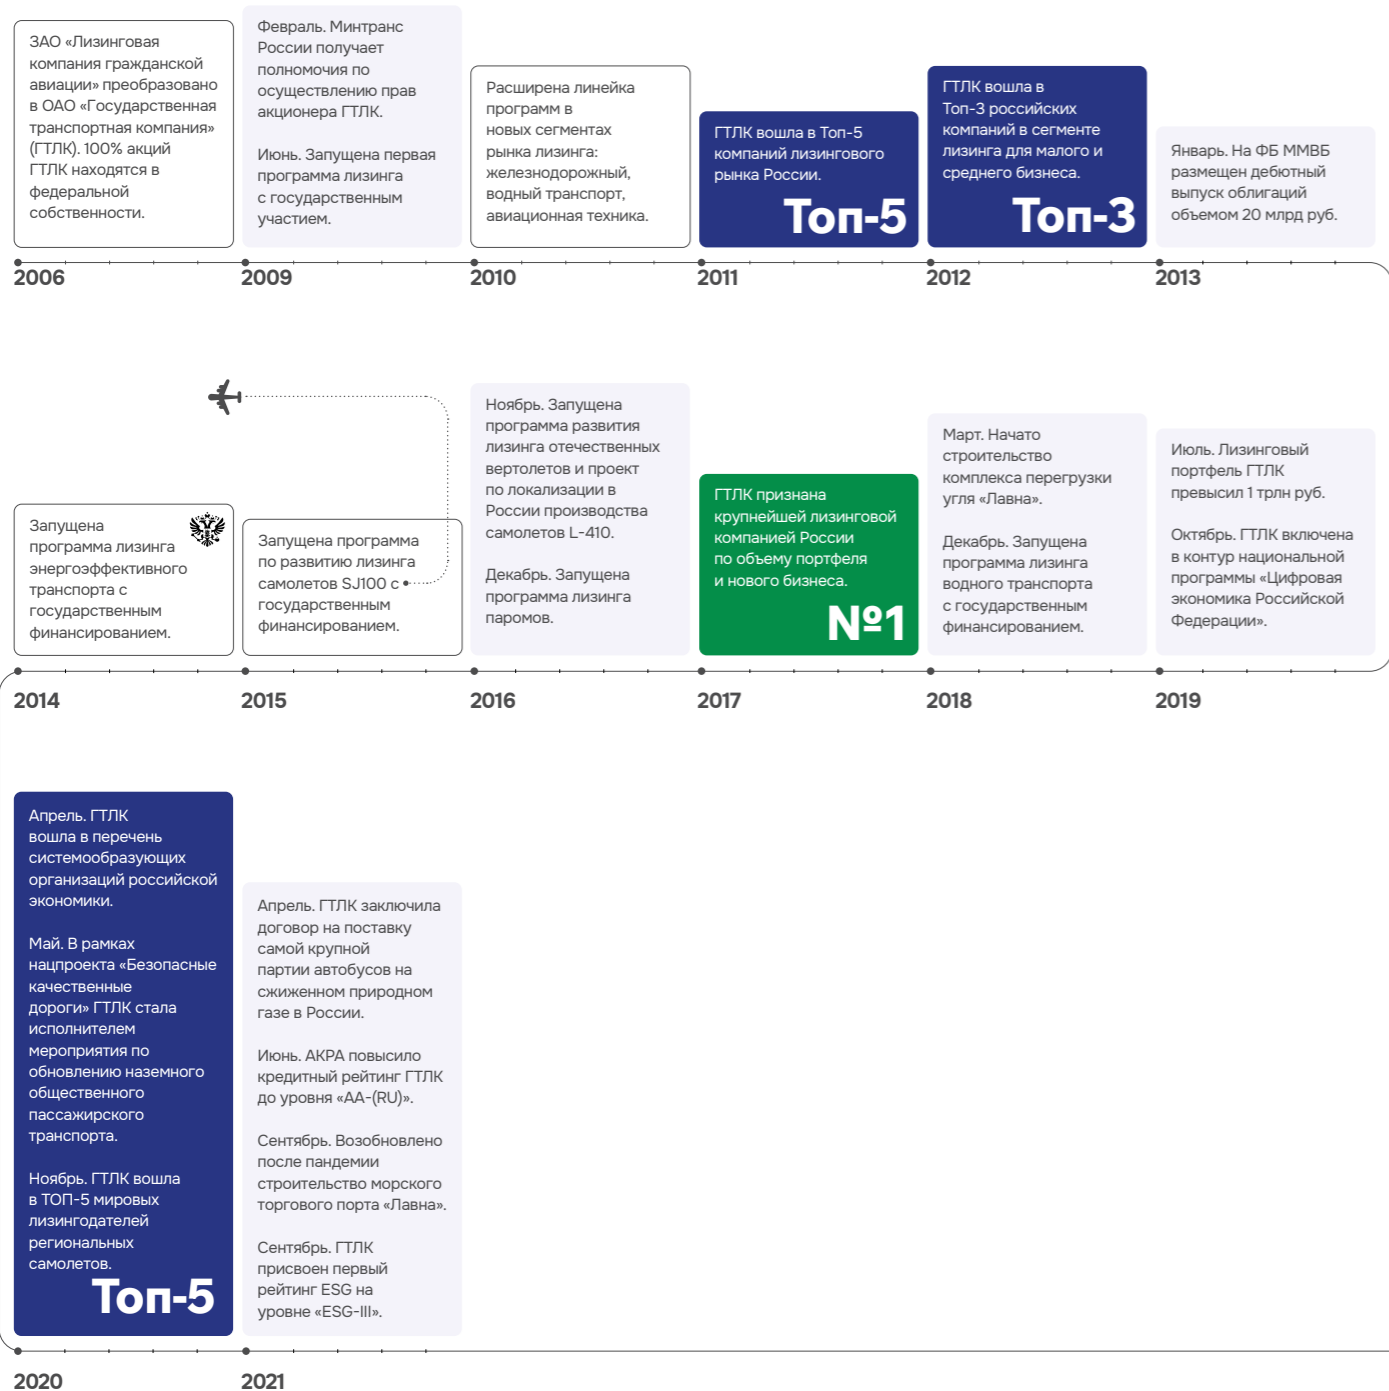 ЗАО «Лизинговая
компания гражданской
авиации» преобразовано
в ОАО «Государственная
транспортная компания»
(ГТЛК). 100% акций
ГТЛК находятся в
федеральной
собственности.
2006
Февраль. Минтранс
России получает
полномочия по
осуществлению прав
акционера ГТЛК.
Июнь. Запущена первая
программа лизинга
с государственным
участием.
2009
Расширена линейка
программ в
новых сегментах
рынка лизинга:
железнодорожный,
водный транспорт,
авиационная техника.
2010
ГТЛК вошла в Топ-5
компаний лизингового
рынка России.
Топ-5
2011
ГТЛК вошла в
Топ-3 российских
компаний в сегменте
лизинга для малого и
среднего бизнеса.
Топ-3
2012
Январь. На ФБ ММВБ
размещен дебютный
выпуск облигаций
объемом 20 млрд руб.
2013
Запущена
программа лизинга
энергоэффективного
транспорта с
государственным
финансированием.
2014
Запущена программа
по развитию лизинга
самолетов SJ100 с
государственным
финансированием.
2015
Ноябрь. Запущена
программа развития
лизинга отечественных
вертолетов и проект
по локализации в
России производства
самолетов L-410.
Декабрь. Запущена
программа лизинга
паромов.
2016
ГТЛК признана
крупнейшей лизинговой
компанией России
по объему портфеля
и нового бизнеса.
№1
2017
Март. Начато
строительство
комплекса перегрузки
угля «Лавна».
Декабрь. Запущена
программа лизинга
водного транспорта
с государственным
финансированием.
2018
Июль. Лизинговый
портфель ГТЛК
превысил 1 трлн руб.
Октябрь. ГТЛК включена
в контур национальной
программы «Цифровая
экономика Российской
Федерации».
2019
Апрель. ГТЛК
вошла в перечень
системообразующих
организаций российской
экономики.
Май. В рамках
нацпроекта «Безопасные
качественные
дороги» ГТЛК стала
исполнителем
мероприятия по
обновлению наземного
общественного
пассажирского
транспорта.
Ноябрь. ГТЛК вошла
в ТОП-5 мировых
лизингодателей
региональных
самолетов.
Топ-5
2020
Апрель. ГТЛК заключила
договор на поставку
самой крупной
партии автобусов на
сжиженном природном
газе в России.
Июнь. АКРА повысило
кредитный рейтинг ГТЛК
до уровня «АА-(RU)».
Сентябрь. Возобновлено
после пандемии
строительство морского
торгового порта «Лавна».
Сентябрь. ГТЛК
присвоен первый
рейтинг ESG на
уровне «ESG-III».
2021